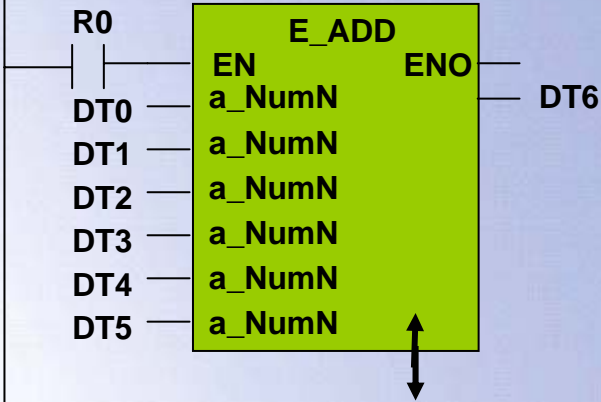 R0
E_ADD
EN ENO
DT0 a_NumN DT6
DT1 a_NumN
DT2 a_NumN
DT3 a_NumN
DT4 a_NumN
DT5 a_NumN